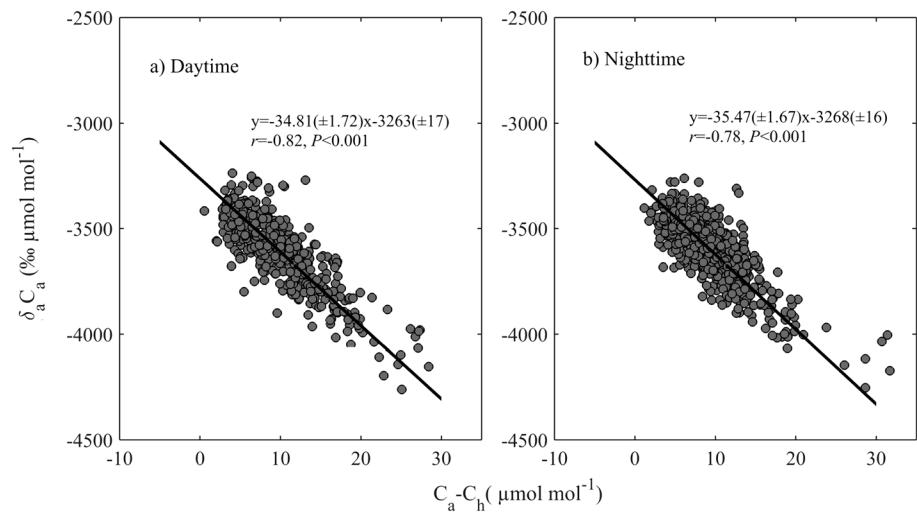 a) Daytime
y=-34.81(±1.72)x-3263(±17)
r=-0.82, P<0.001
b) Nighttime
y=-35.47(±1.67)x-3268(±16)
r=-0.78, P<0.001
-2500
-3000
-3500
-4000
-4500
-10 0 10 20 30
-2500
-3000
-3500
-4000
-4500
-10 0 10 20 30
δaCa (‰ μmol mol-1)
Ca-Ch( μmol mol-1)